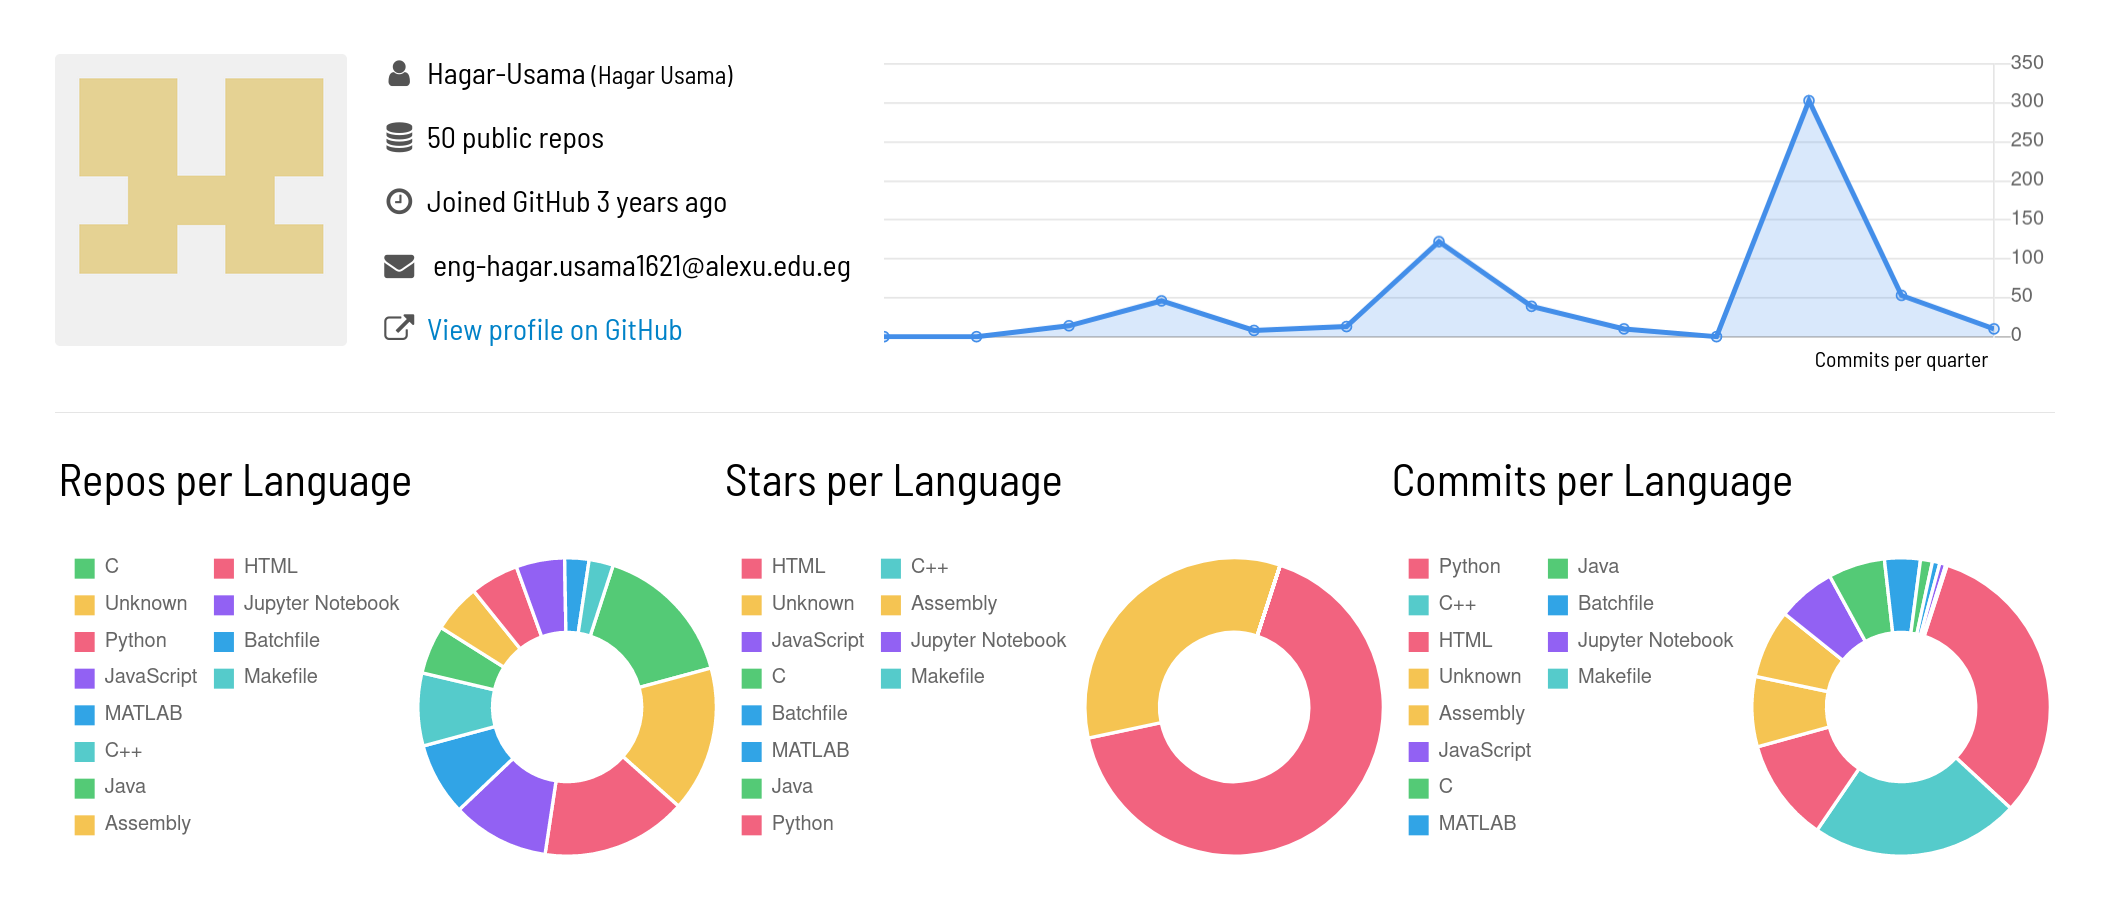 Hagar-Usama (Hagar Usama)
50 public repos
Joined GitHub 3 years ago
eng-hagar.usama1621@alexu.edu.eg
View profile on GitHub
350
300
250
200
150
100
50
0
Commits per quarter
Repos per Language
C
Unknown
Python
JavaScript
MATLAB
C++
Java
Assembly
HTML
Jupyter Notebook
Batchfile
Makefile
Stars per Language
HTML
Unknown
JavaScript
C
Batchfile
MATLAB
Java
Python
C++
Assembly
Jupyter Notebook
Makefile
Commits per Language
Python
C++
HTML
Unknown
Assembly
JavaScript
C
MATLAB
Java
Batchfile
Jupyter Notebook
Makefile